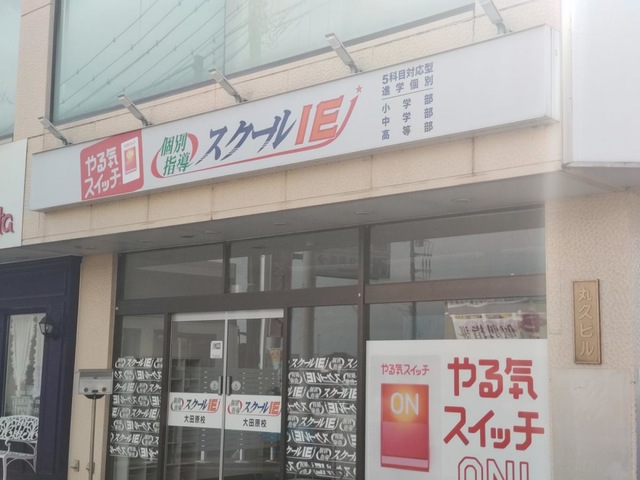 やる気
スイッチ
個別
指導
スクールIE
5科目対応型
進学個別
小学部
中学部
高等部
丸久ビル
スクールIE
大田原校
スクールIE
大田原校
やる気スイッチ
ON
やる気
スイッチ
ON!